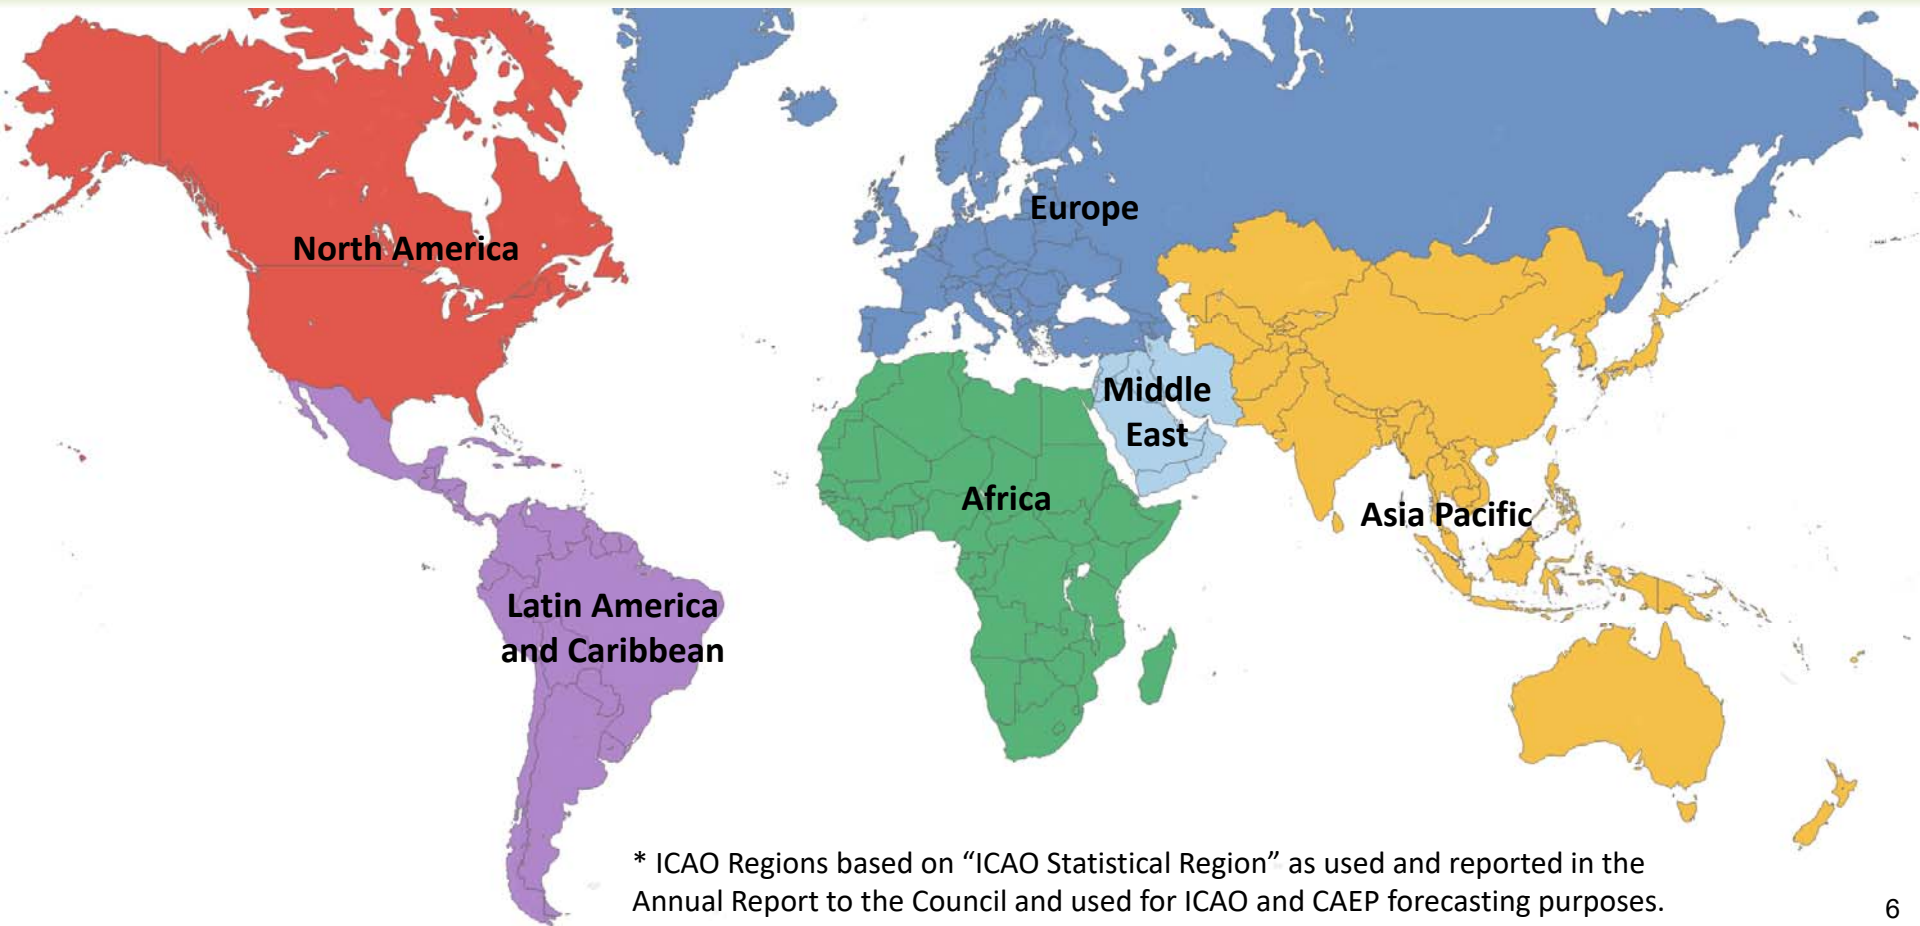 Europe
North America
Middle
East
Africa
Asia Pacific
Latin America
and Caribbean
* ICAO Regions based on “ICAO Statistical Region” as used and reported in the
Annual Report to the Council and used for ICAO and CAEP forecasting purposes.
6